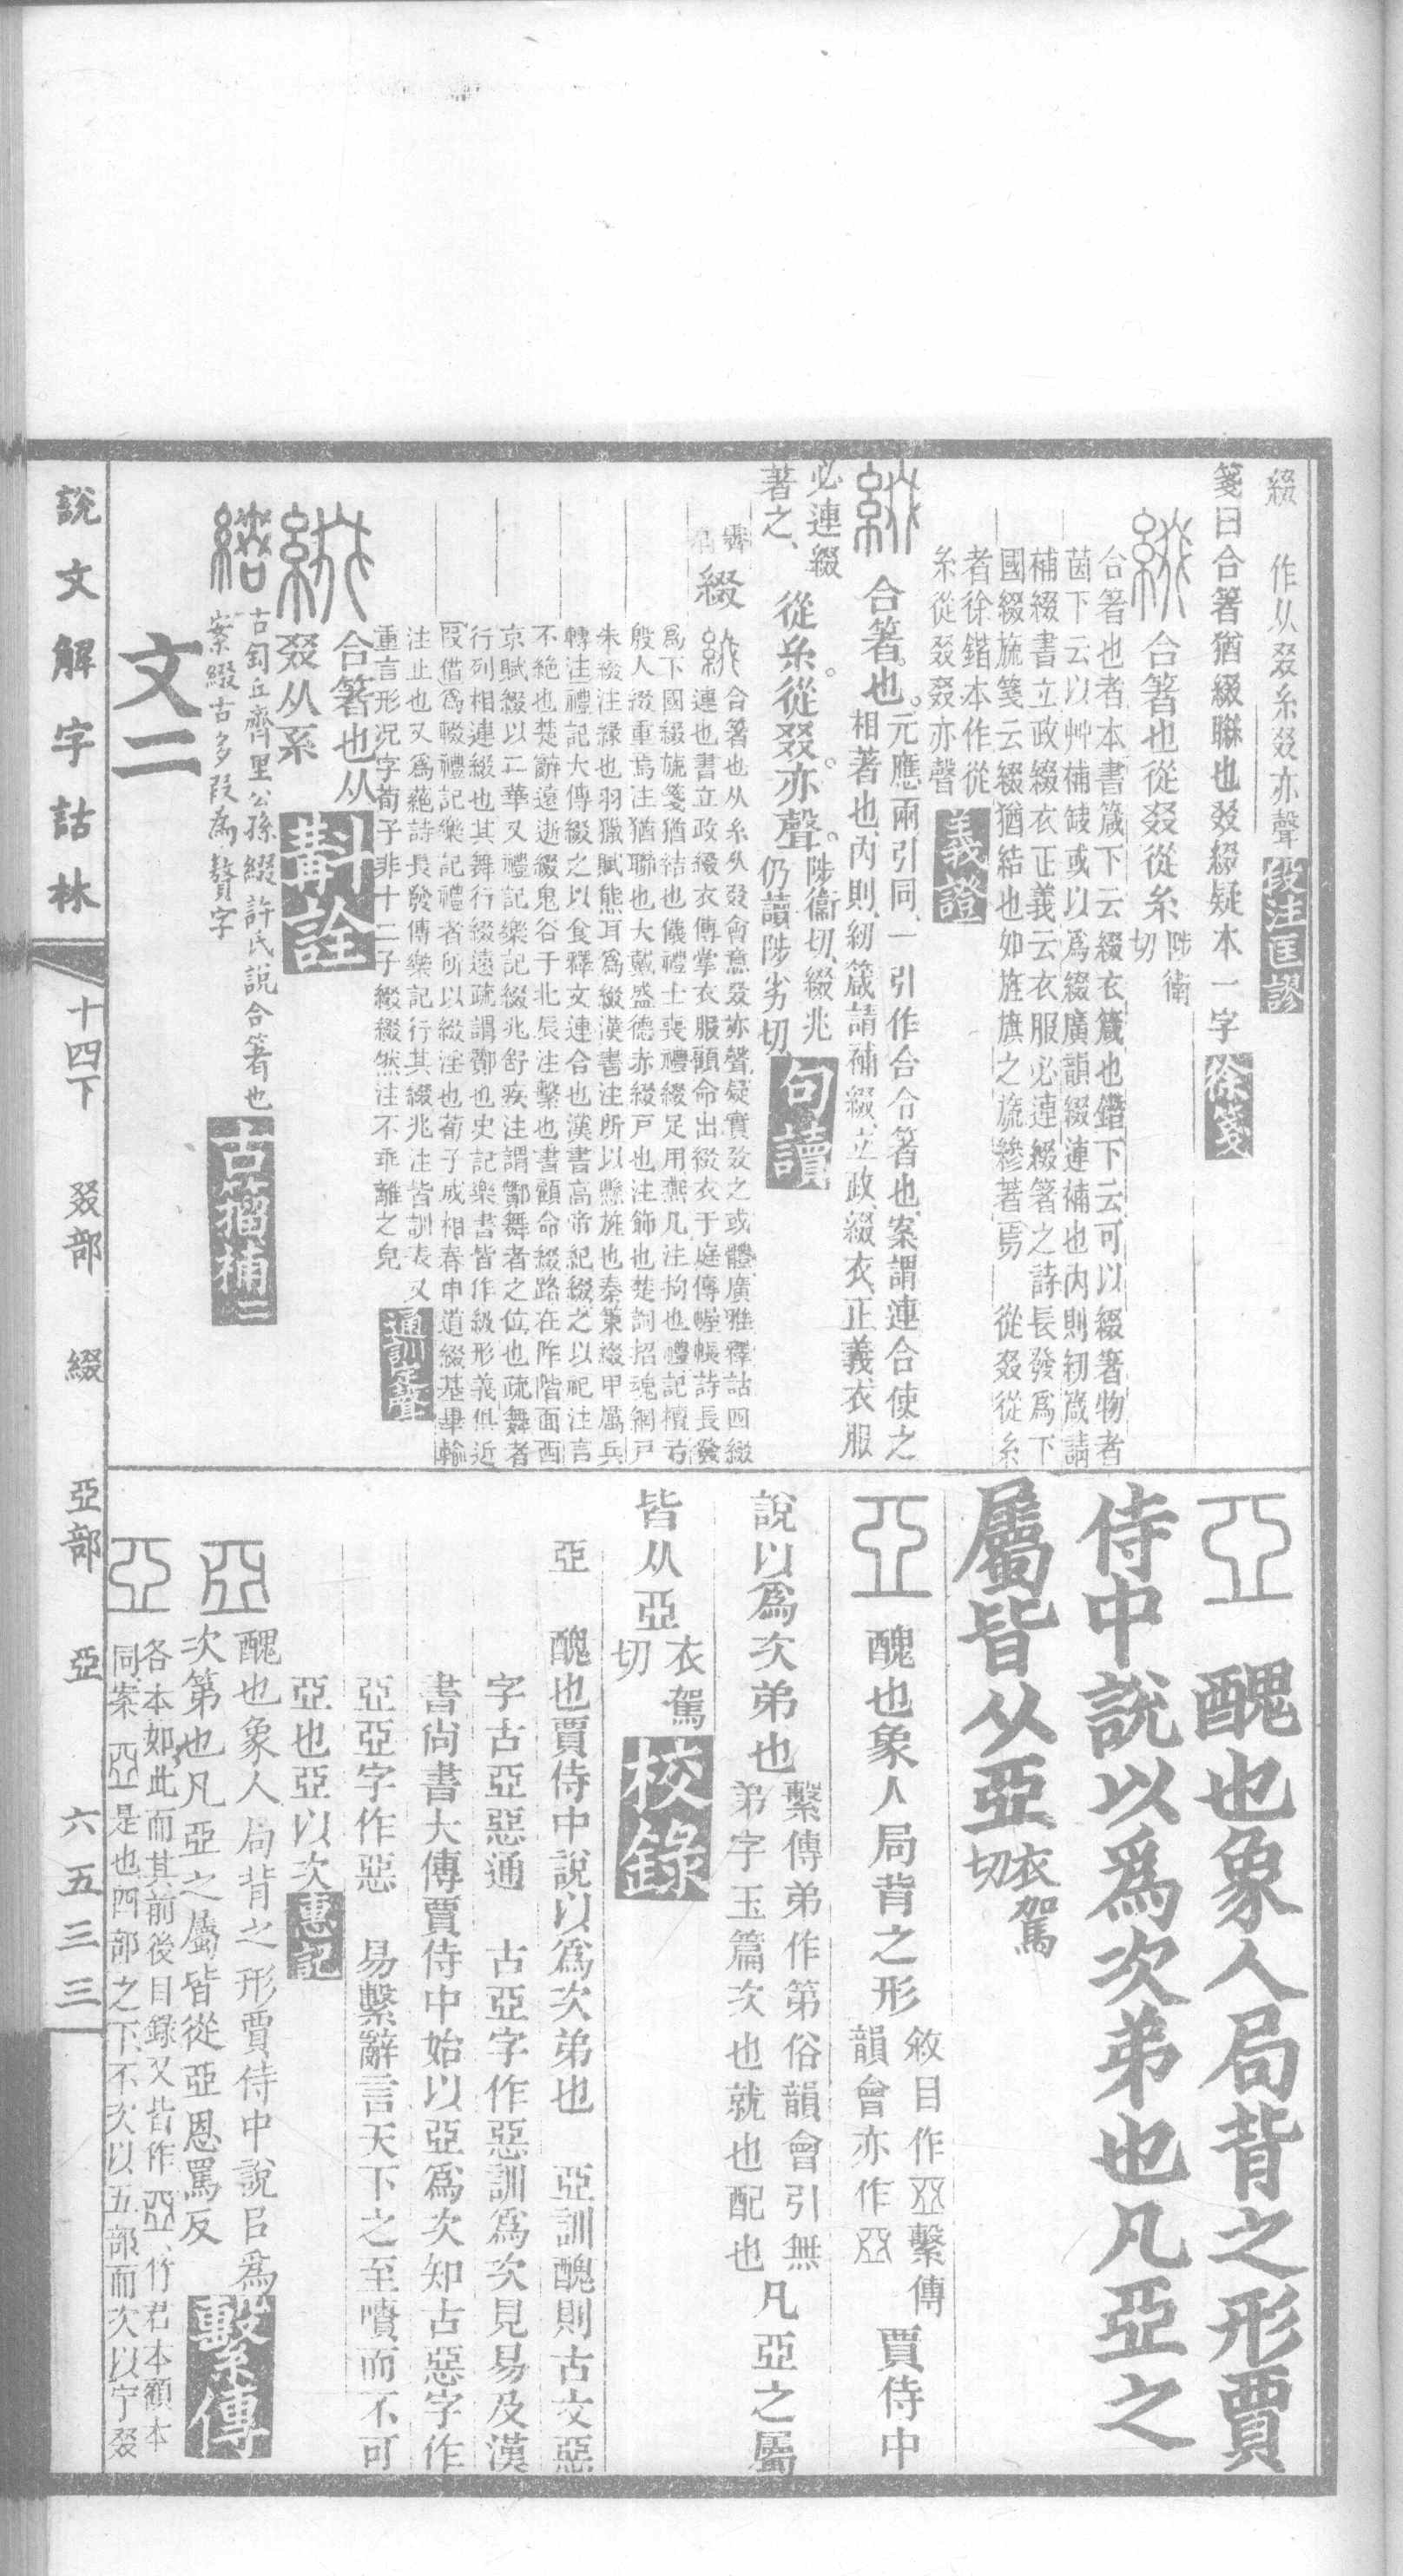 綴　作从叕糸叕亦聲 段注匡謬
箋曰合箸猶綴聯也叕綴疑本一字 徐箋
合箸也從叕從糸 陟衛切
合箸也者本書箴下云綴衣箴也鐕下云可以綴箸物者
茵下云以艸補缺或以爲綴廣韻綴連補也內則紉箴請
補綴書立政綴衣正義云衣服必連綴箸之詩長發爲下
國綴旒箋云綴猶結也如旌旗之旒縿著焉　從叕從糸
者徐鍇本作從
糸從叕叕亦聲 義證
合箸也 元應兩引同一引作合令箸也案謂連合使之
相著也內則紉箴請補綴立政綴衣正義衣服
必連綴
著之 從糸從叕亦聲 陟衞切綴兆
仍讀陟劣切 句讀
綴 合箸也从糸从叕會意叕亦聲疑實叕之或體廣雅釋詁四綴
連也書立政綴衣傳掌衣服顧命出綴衣于庭傳幄帳詩長發
爲下國綴旒箋猶結也儀禮士喪禮綴足用燕几注拘也禮記檀弓
殷人綴重焉注猶聯也大戴盛德赤綴戸也注飾也楚詞招魂網戸
朱綴注緣也羽獵賦熊耳爲綴漢書注所以懸旌也秦策綴甲厲兵
轉注禮記大傳綴之以食釋文連合也漢書高帝紀綴之以祀注言
不絶也楚辭遠逝綴鬼谷于北辰注繫也書顧命綴路在阼階面西
京賦綴以二華又禮記樂記綴兆舒疾注謂酇舞者之位也疏舞者
行列相連綴也其舞行綴遠疏謂酇也史記樂書皆作級形義俱近
叚借爲輟禮記樂記禮者所以綴淫也荀子成相春申道綴基畢輸
注止也又爲蕝詩長發傳樂記行其綴兆注皆訓表又
重言形況字荀子非十二子綴綴然注不乖離之皃 通訓定聲
合箸也从
叕从糸 斠詮
古匋丘齊里公孫綴許氏說合箸也
案綴古多叚爲贅字 古籀補二
文二
亞 醜也象人局背之形賈
侍中說以爲次弟也凡亞之
屬皆从亞 衣駕切
亞 醜也象人局背之形 敘目作亞繫傳
韻會亦作亞 賈侍中
說以爲次弟也 繫傳弟作第俗韻會引無
弟字玉篇次也就也配也 凡亞之屬
皆从亞 衣駕切 校錄
亞　醜也賈侍中說以爲次弟也　亞訓醜則古文惡
字古亞惡通　古亞字作惡訓爲次見易及漢
書尙書大傳賈侍中始以亞爲次知古惡字作
亞亞字作惡　易繫辭言天下之至嘖而不可
亞也亞以次 惠記
亞 醜也象人局背之形賈侍中說㠯爲
次第也凡亞之屬皆從亞恩罵反 繫傳
亞 各本如此而其前後目錄又皆作亞竹君本顧本
同案亞是也四部之下不次以五部而次以宁叕
說文解字詁林 十四下　叕部　綴　亞部　亞　六五三三